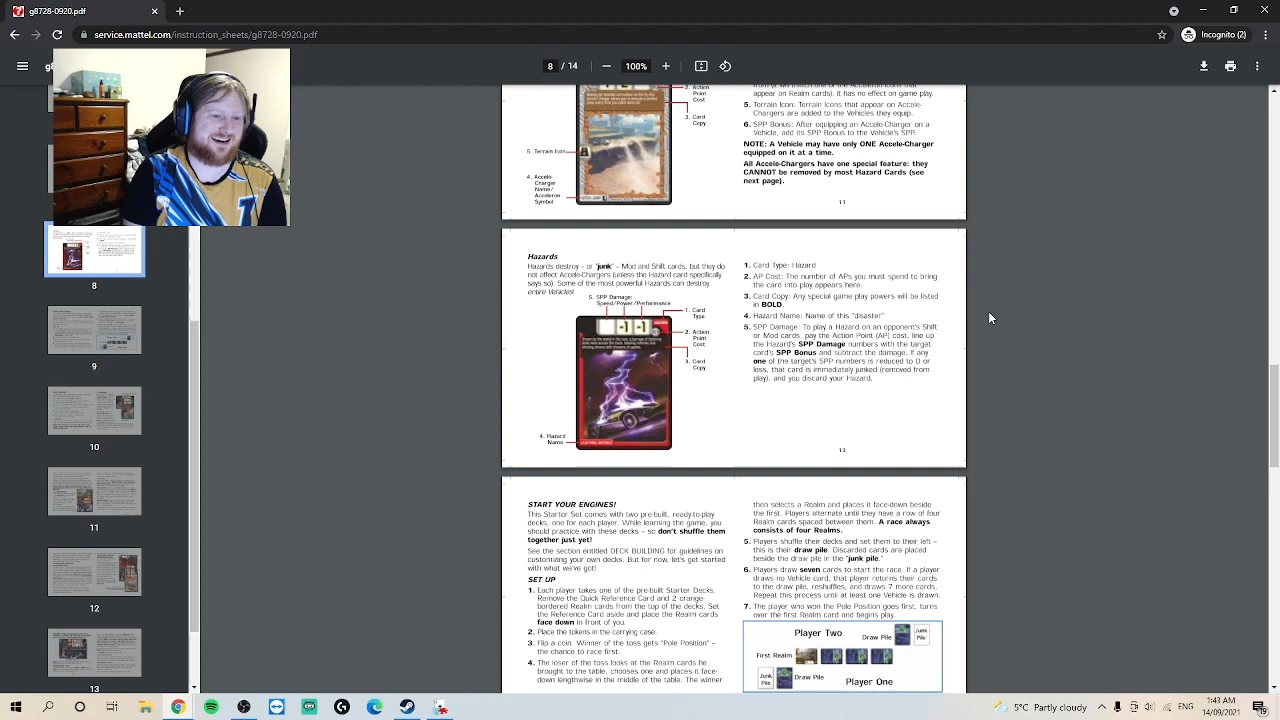 g8728-0920.pdf
service.mattel.com/instruction_sheets/g8728-0920.pdf
Incognito (2)
8 / 14
100%
8
9
10
11
12
13
2. Action
Point
Cost
3. Card
Copy
5. Terrain Icon
4. Accele-
Charger
Name/
Acceleron
Symbol
appear on Realm cards). It has no effect on game play.
5. Terrain Icon: Terrain Icons that appear on Accele-
Chargers are added to the Vehicles they equip.
6. SPP Bonus: After equipping an Accele-Charger on a
Vehicle, add its SPP Bonus to the Vehicle's SPP.
NOTE: A Vehicle may have only ONE Accele-Charger
equipped on it at a time.
All Accele-Chargers have one special feature: they
CANNOT be removed by most Hazard Cards (see
next page).
11
Hazards
Hazards destroy – or "junk" – Mod and Shift cards, but they do
not affect Accele-Chargers (unless the Hazard card specifically
says so). Some of the most powerful Hazards can destroy
entire Vehicles!
5. SPP Damage:
Speed/Power/Performance
1. Card
Type
2. Action
Point
Cost
3. Card
Copy
4. Hazard
Name
1. Card Type: Hazard
2. AP Cost: The number of APs you must spend to bring
the card into play appears here.
3. Card Copy: Any special game play powers will be listed
in BOLD.
4. Hazard Name: Name of this "disaster"
5. SPP Damage: To play a Hazard on an opponent's Shift
or Mod cards, pay the Action Point (AP) cost, line up
the Hazard's SPP Damage numbers with the target
card's SPP Bonus and subtract the damage. If any
one of the target's SPP numbers is reduced to 0 or
less, that card is immediately junked (removed from
play), and you discard your Hazard.
13
START YOUR ENGINES!
This Starter Set comes with two pre-built, ready-to-play
decks, one for each player. While learning the game, you
should practice with these decks – so don't shuffle them
together just yet!
See the section entitled DECK BUILDING for guidelines on
customizing your own decks. But for now, let's get started
with what we've got!
SET UP
1. Each player takes one of the pre-built Starter Decks.
Remove the Quick Reference Card and 2 orange-
bordered Realm cards from the top of the decks. Set
the Reference Card aside and place the Realm cards
face down in front of you.
2. Place the tokens in the carrying case.
3. Flip a coin. Winner of the toss gets "Pole Position" –
the chance to race first.
4. The loser of the toss looks at the Realm cards he
brought to the table, chooses one and places it face-
down lengthwise in the middle of the table. The winner
then selects a Realm and places it face-down beside
the first. Players alternate until they have a row of four
Realm cards spaced between them. A race always
consists of four Realms.
5. Players shuffle their decks and set them to their left –
this is their draw pile. Discarded cards are placed
beside the draw pile in the "junk pile."
6. Players draw seven cards to start the race. If a player
draws no Vehicle card, that player returns their cards
to the draw pile, reshuffles, and draws 7 more cards.
Repeat this process until at least one Vehicle is drawn.
7. The player who won the Pole Position goes first, turns
over the first Realm card and begins play.
Player Two
Draw Pile
Junk
Pile
First Realm
Junk
Pile
Draw Pile
Player One
5°C Partly cloudy
ENG
1:43 AM
14/09/2021